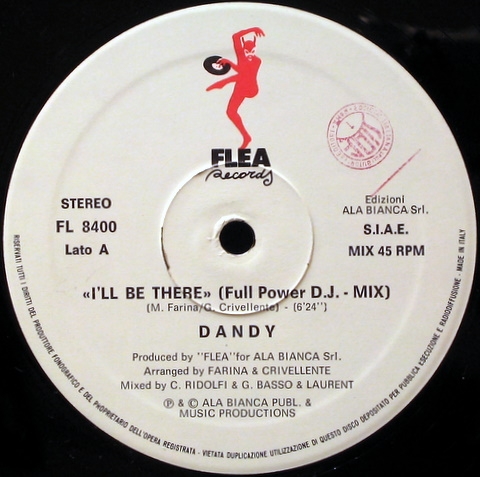 FLEA
Records
STEREO
FL 8400
Lato A
Edizioni
ALA BIANCA Srl.
S.I.A.E.
MIX 45 RPM
«I'LL BE THERE» (Full Power D.J. - MIX)
(M. Farina/G. Crivellente) - (6'24'')
DANDY
Produced by ''FLEA'' for ALA BIANCA Srl.
Arranged by FARINA & CRIVELLENTE
Mixed by C. RIDOLFI & G. BASSO & LAURENT
℗ & © ALA BIANCA PUBL. &
MUSIC PRODUCTIONS
RISERVATI TUTTI I DIRITTI DEL PRODUTTORE FONOGRAFICO E DEL PROPRIETARIO DELL'OPERA REGISTRATA - VIETATA DUPLICAZIONE UTILIZZAZIONE DI QUESTO DISCO DEPOSITATO PER PUBBLICA ESECUZIONE E RADIODIFFUSIONE - MADE IN ITALY